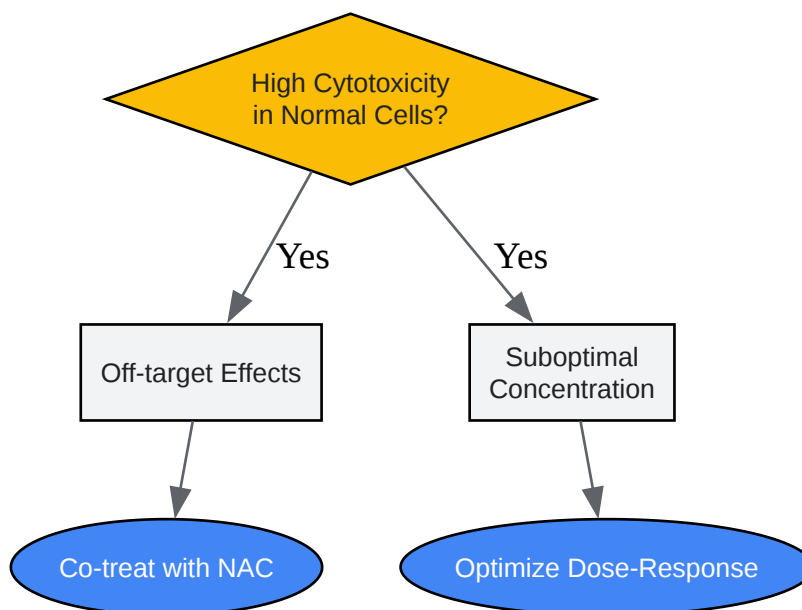 High Cytotoxicity
in Normal Cells?
Yes
Yes
Off-target Effects
Suboptimal
Concentration
Co-treat with NAC
Optimize Dose-Response